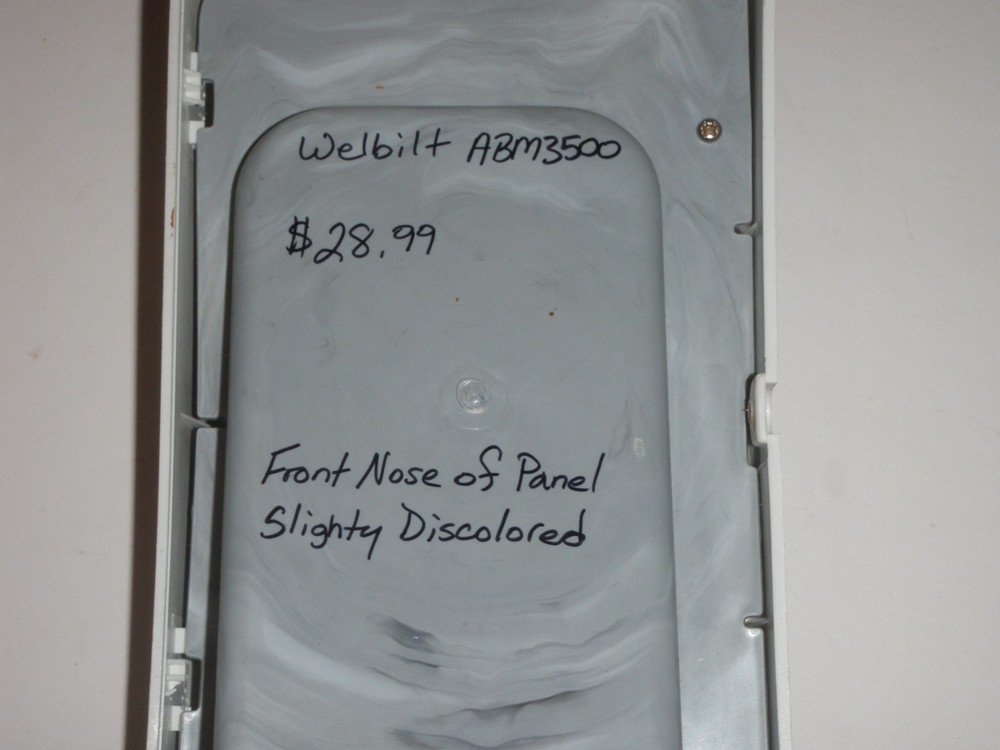 Welbilt ABM3500
$28.99
Front Nose of Panel
Slighty Discolored